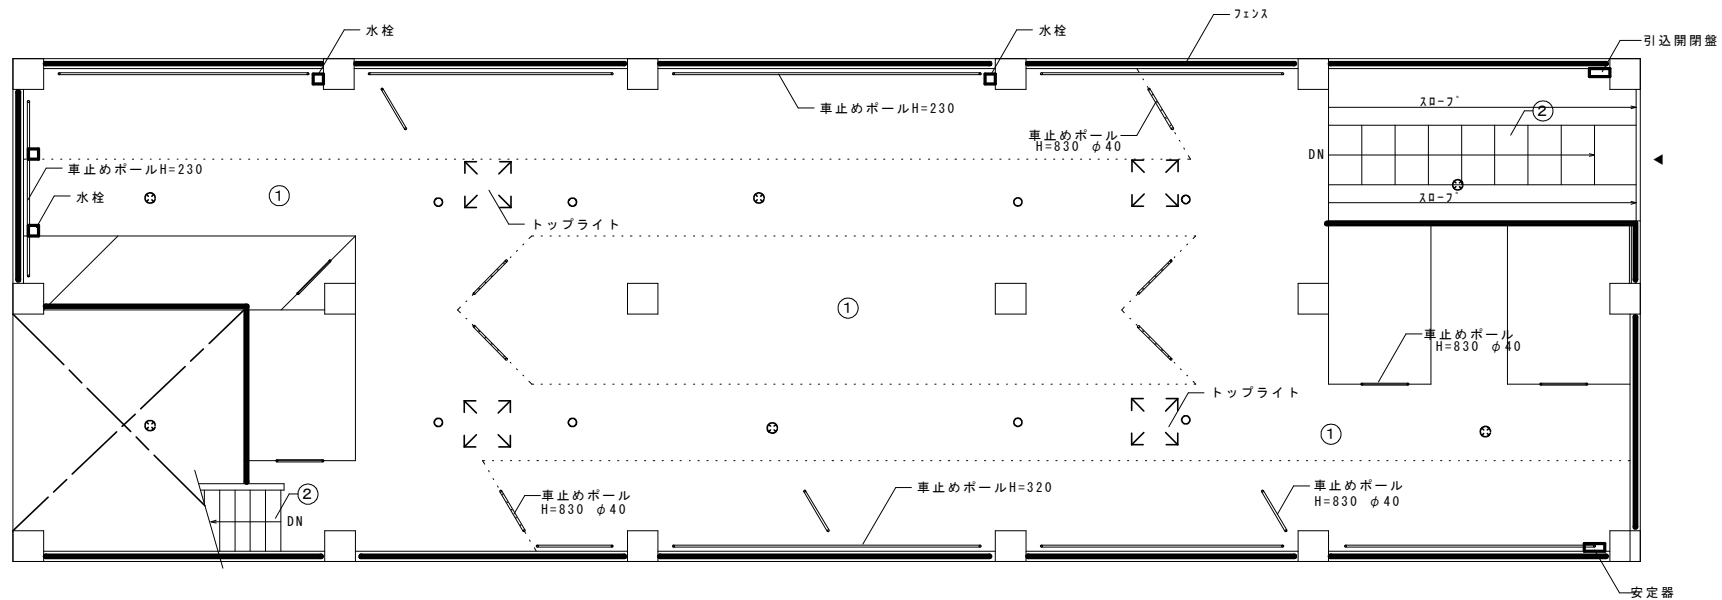 フェンス
水栓
水栓
引込開閉盤
スロープ
②
車止めポールH=230
車止めポール
H=830 φ40
DN
車止めポールH=230
水栓
①
スロープ
トップライト
①
車止めポール
H=830 φ40
トップライト
①
車止めポールH=320
車止めポール
H=830 φ40
②
車止めポール
H=830 φ40
DN
安定器